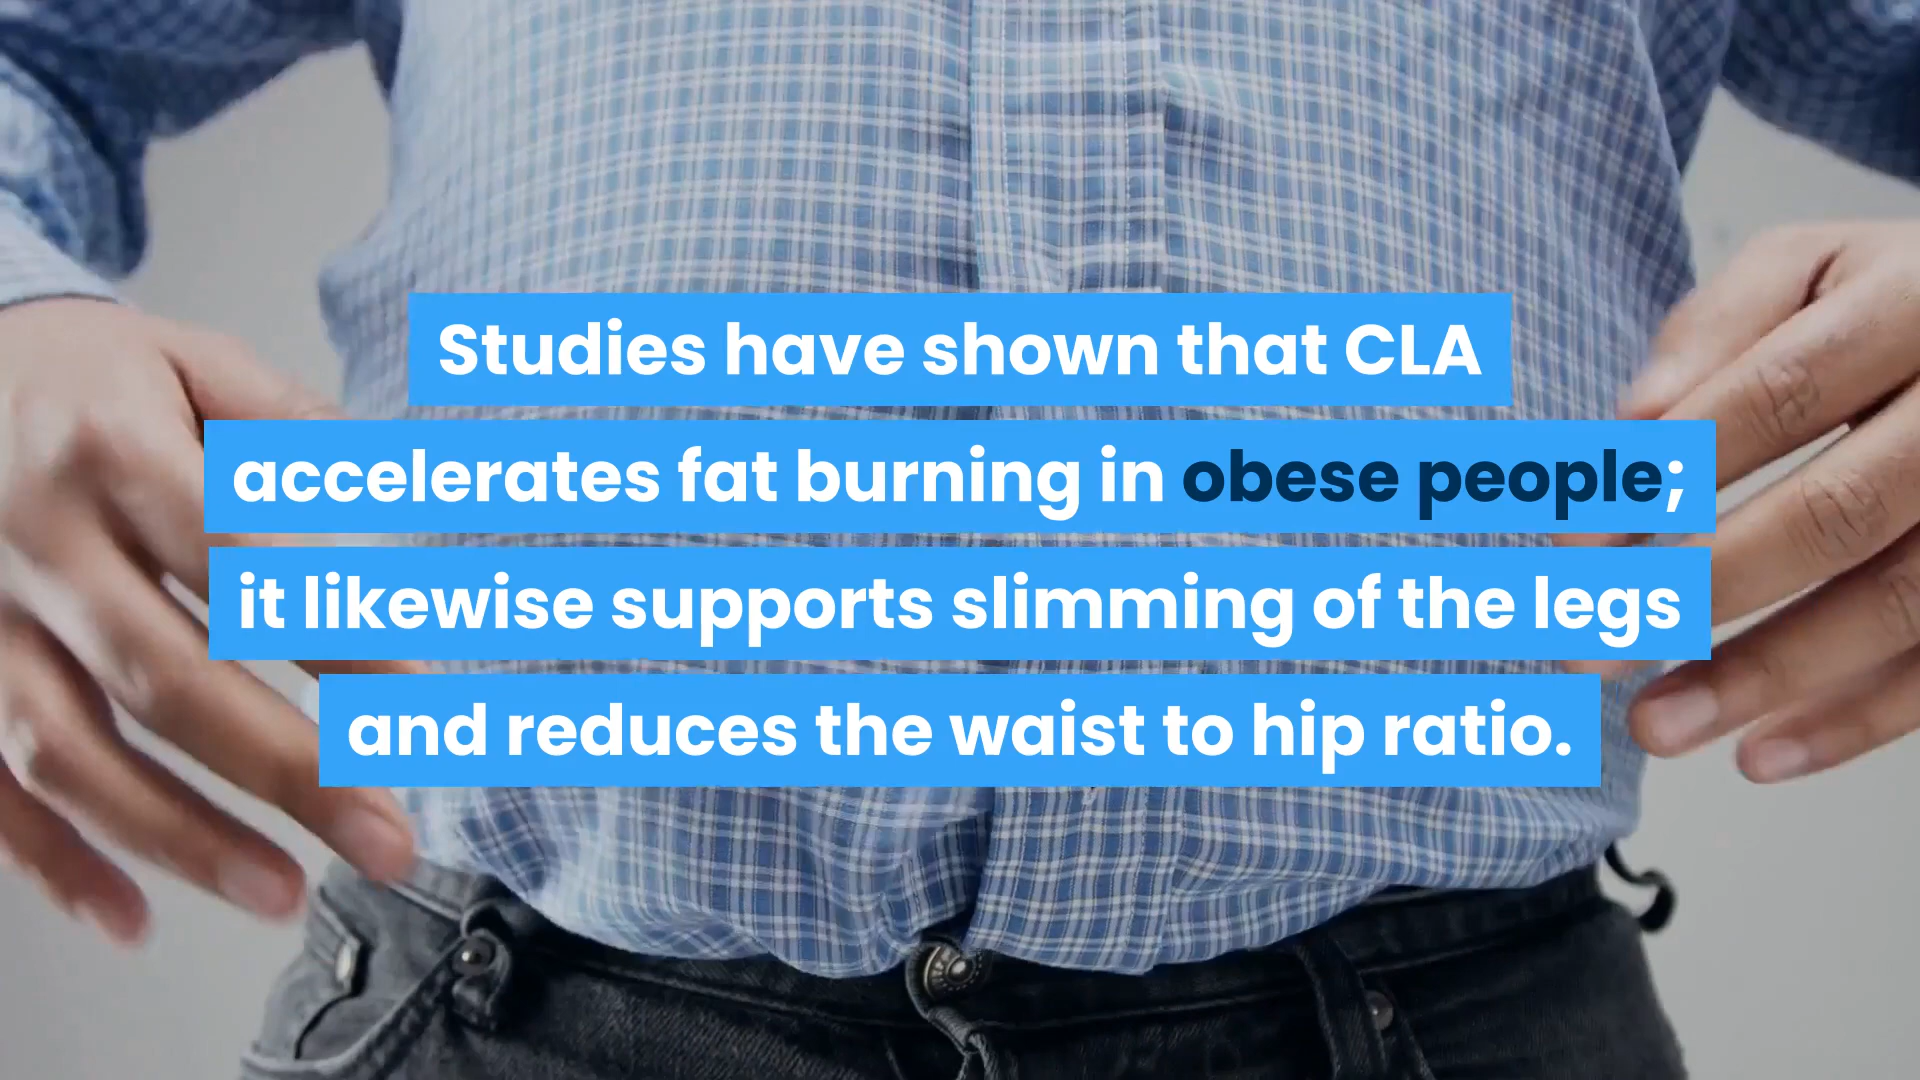 Studies have shown that CLA
accelerates fat burning in obese people;
it likewise supports slimming of the legs
and reduces the waist to hip ratio.